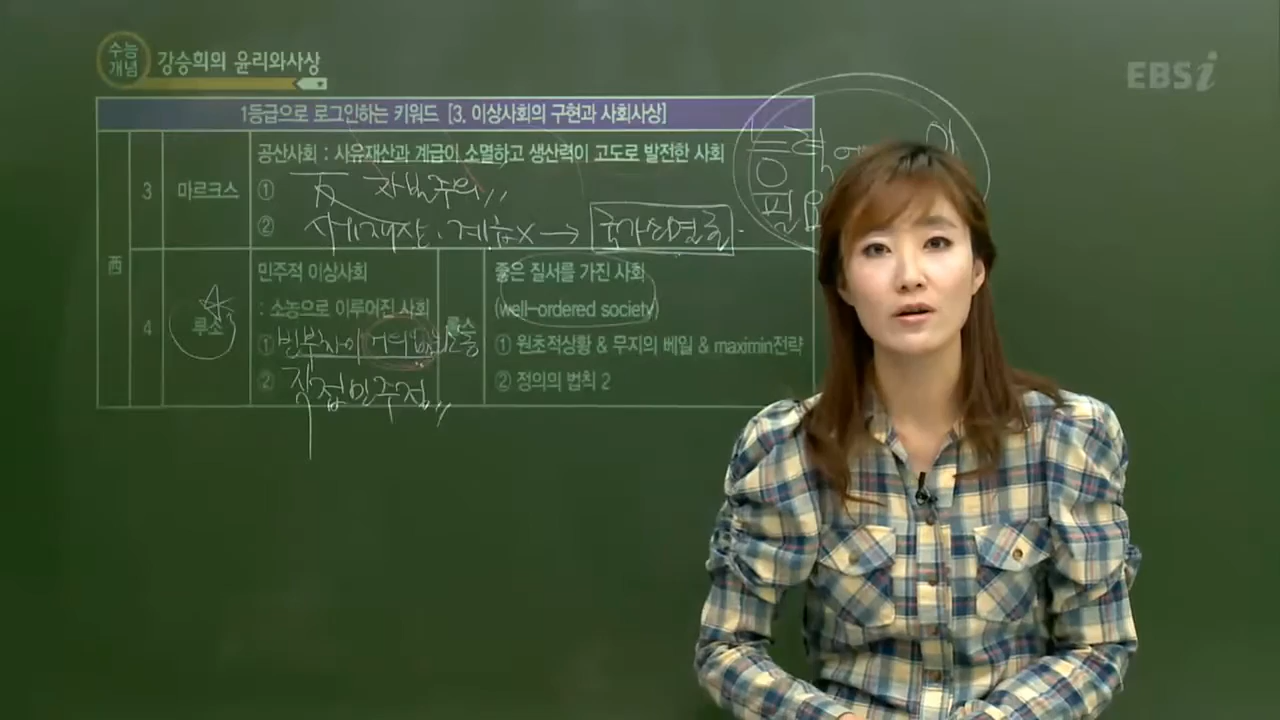 수능
개념
강승희의 윤리와사상
EBSi
1등급으로 로그인하는 키워드 [3. 이상사회의 구현과 사회사상]
西
3
마르크스
공산사회 : 사유재산과 계급이 소멸하고 생산력이 고도로 발전한 사회
① 反 자본주의
② 사유재산, 계급X → 국가소멸론
능력에
필요
4
루소
민주적 이상사회
: 소농으로 이루어진 사회
① 빈부차이 거의 없
② 직접민주정
롤스
좋은 질서를 가진 사회
(well-ordered society)
① 원초적상황 & 무지의 베일 & maximin전략
② 정의의 법칙 2